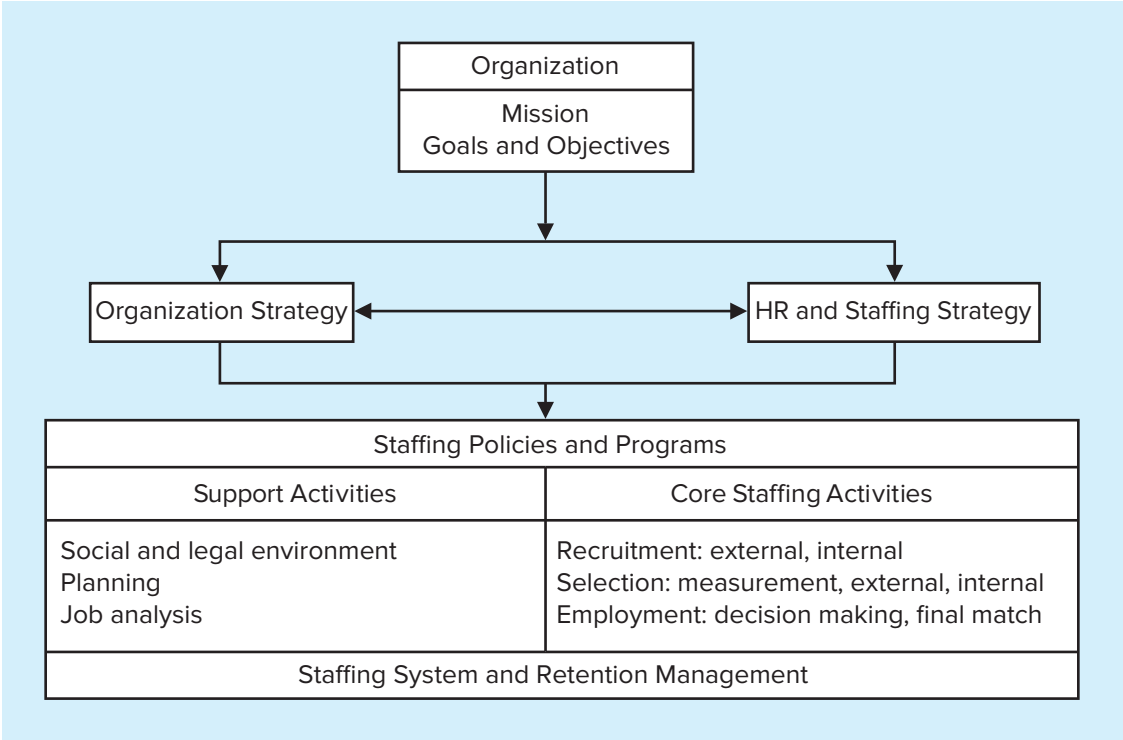 Organization
Mission
Goals and Objectives
Organization Strategy
HR and Staffing Strategy
Staffing Policies and Programs
Support Activities
Core Staffing Activities
Social and legal environment
Planning
Job analysis
Recruitment: external, internal
Selection: measurement, external, internal
Employment: decision making, final match
Staffing System and Retention Management